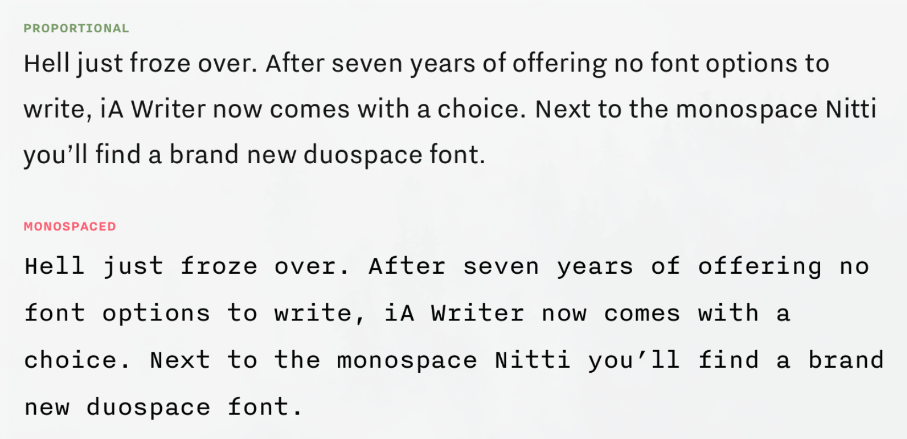 PROPORTIONAL
Hell just froze over. After seven years of offering no font options to
write, iA Writer now comes with a choice. Next to the monospace Nitti
you’ll find a brand new duospace font.
MONOSPACED
Hell just froze over. After seven years of offering no
font options to write, iA Writer now comes with a
choice. Next to the monospace Nitti you’ll find a brand
new duospace font.